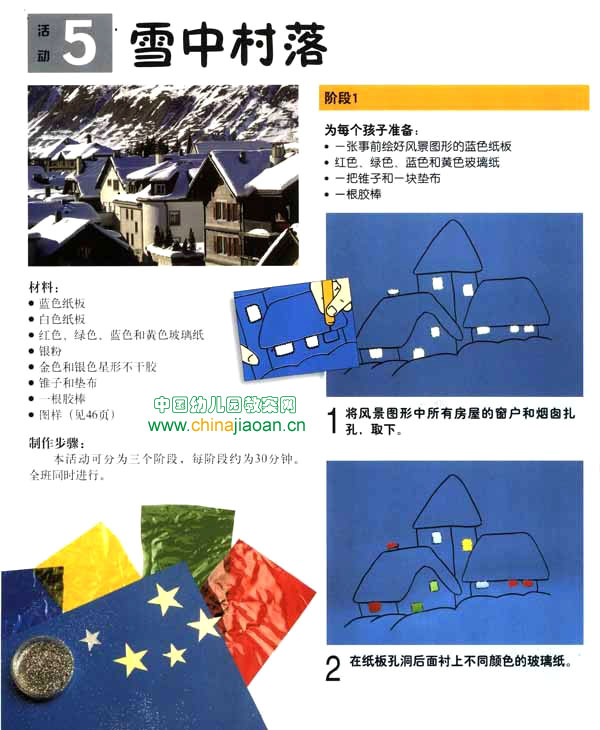 活动
5
雪中村落
阶段1
为每个孩子准备：
• 一张事前绘好风景图形的蓝色纸板
• 红色、绿色、蓝色和黄色玻璃纸
• 一把锥子和一块垫布
• 一根胶棒
材料：
● 蓝色纸板
● 白色纸板
● 红色、绿色、蓝色和黄色玻璃纸
● 银粉
● 金色和银色星形不干胶
● 锥子和垫布
● 一根胶棒
● 图样（见46页）
中国幼儿园教案网
www.chinajiaoan.cn
制作步骤：
本活动可分为三个阶段，每阶段约为30分钟。
全班同时进行。
1 将风景图形中所有房屋的窗户和烟囱扎
孔，取下。
2 在纸板孔洞后面衬上不同颜色的玻璃纸。